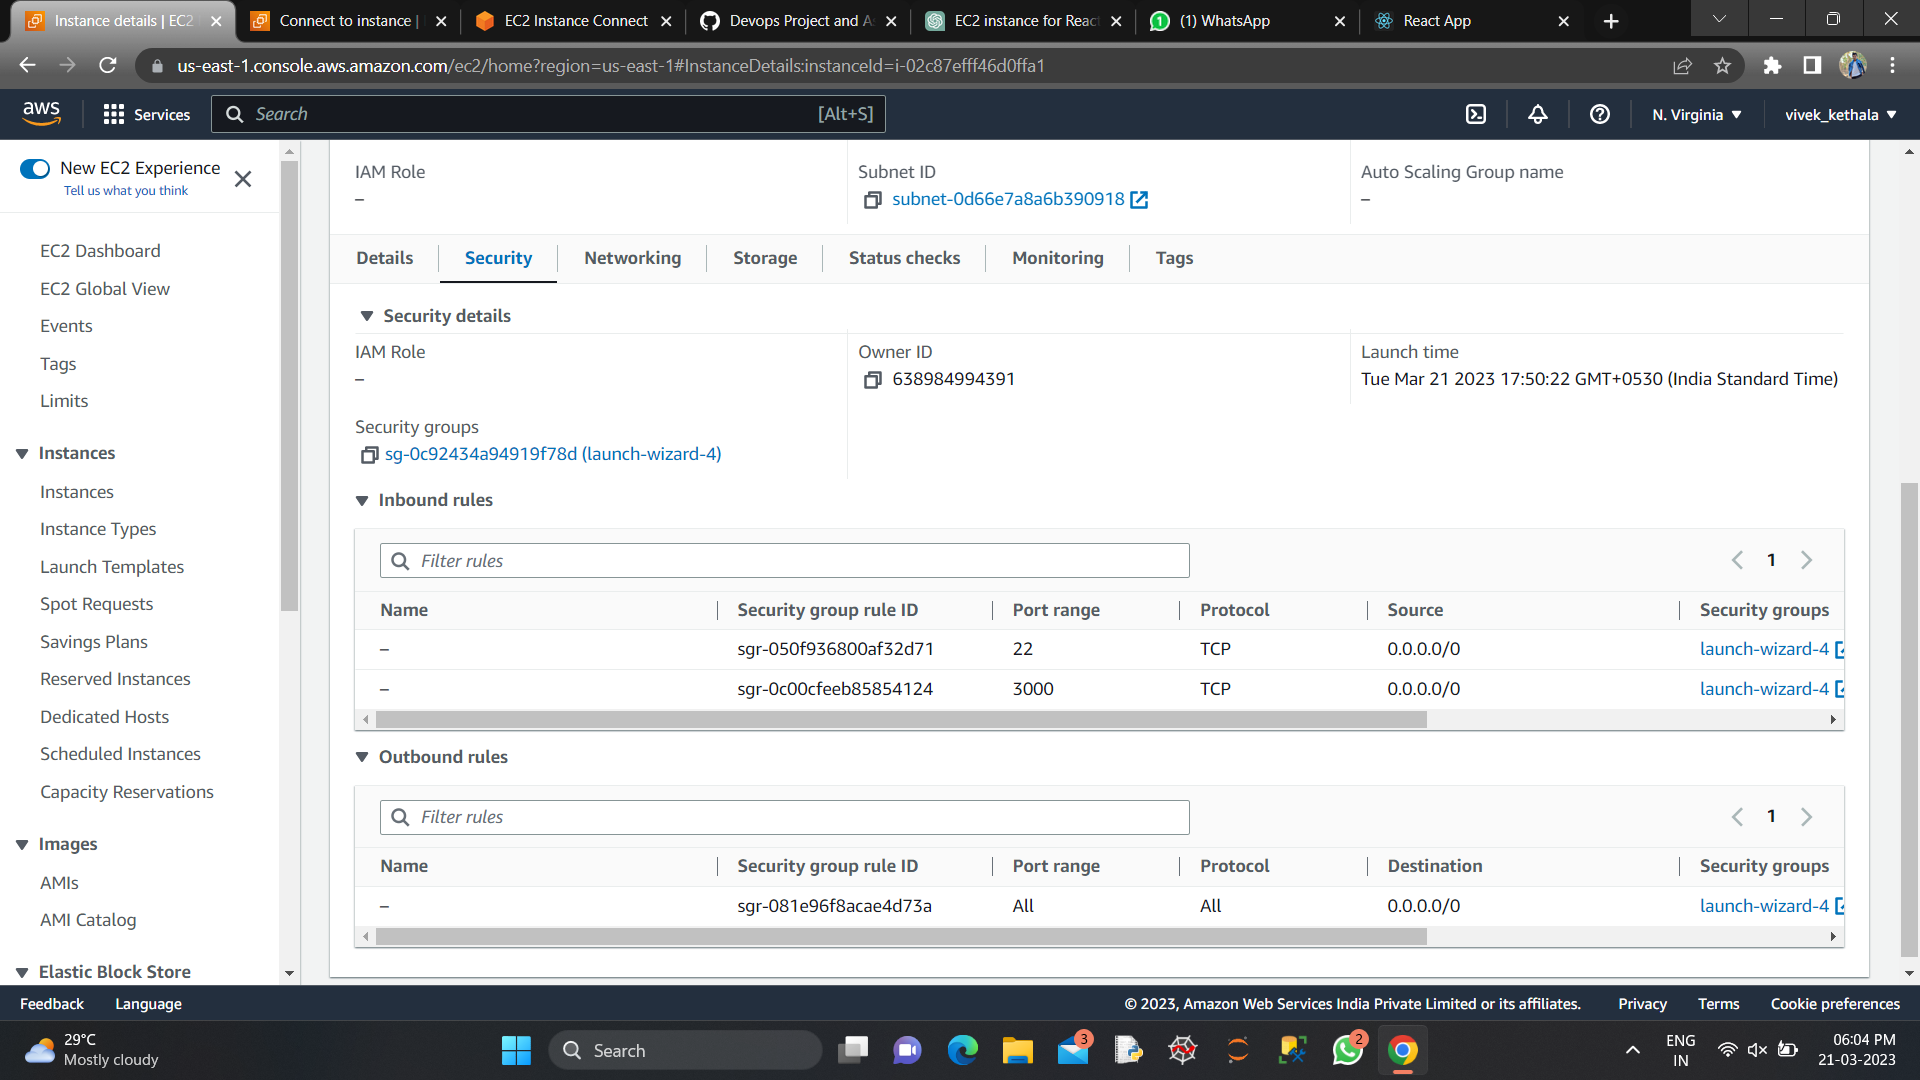 Instance details | EC2
Connect to instance |
EC2 Instance Connect
Devops Project and As
EC2 instance for React
(1) WhatsApp
React App
us-east-1.console.aws.amazon.com/ec2/home?region=us-east-1#InstanceDetails:instanceId=i-02c87efff46d0ffa1
aws
Services
Search
[Alt+S]
N. Virginia
vivek_kethala
New EC2 Experience
Tell us what you think
EC2 Dashboard
EC2 Global View
Events
Tags
Limits
Instances
Instances
Instance Types
Launch Templates
Spot Requests
Savings Plans
Reserved Instances
Dedicated Hosts
Scheduled Instances
Capacity Reservations
Images
AMIs
AMI Catalog
Elastic Block Store
IAM Role
–
Subnet ID
subnet-0d66e7a8a6b390918
Auto Scaling Group name
–
Details
Security
Networking
Storage
Status checks
Monitoring
Tags
Security details
IAM Role
–
Owner ID
638984994391
Launch time
Tue Mar 21 2023 17:50:22 GMT+0530 (India Standard Time)
Security groups
sg-0c92434a94919f78d (launch-wizard-4)
Inbound rules
Filter rules
1
Name Security group rule ID Port range Protocol Source Security groups
– sgr-050f936800af32d71 22 TCP 0.0.0.0/0 launch-wizard-4
– sgr-0c00cfeeb85854124 3000 TCP 0.0.0.0/0 launch-wizard-4
Outbound rules
Filter rules
1
Name Security group rule ID Port range Protocol Destination Security groups
– sgr-081e96f8acae4d73a All All 0.0.0.0/0 launch-wizard-4
Feedback
Language
© 2023, Amazon Web Services India Private Limited or its affiliates.
Privacy
Terms
Cookie preferences
29°C
Mostly cloudy
Search
3
2
ENG
IN
06:04 PM
21-03-2023